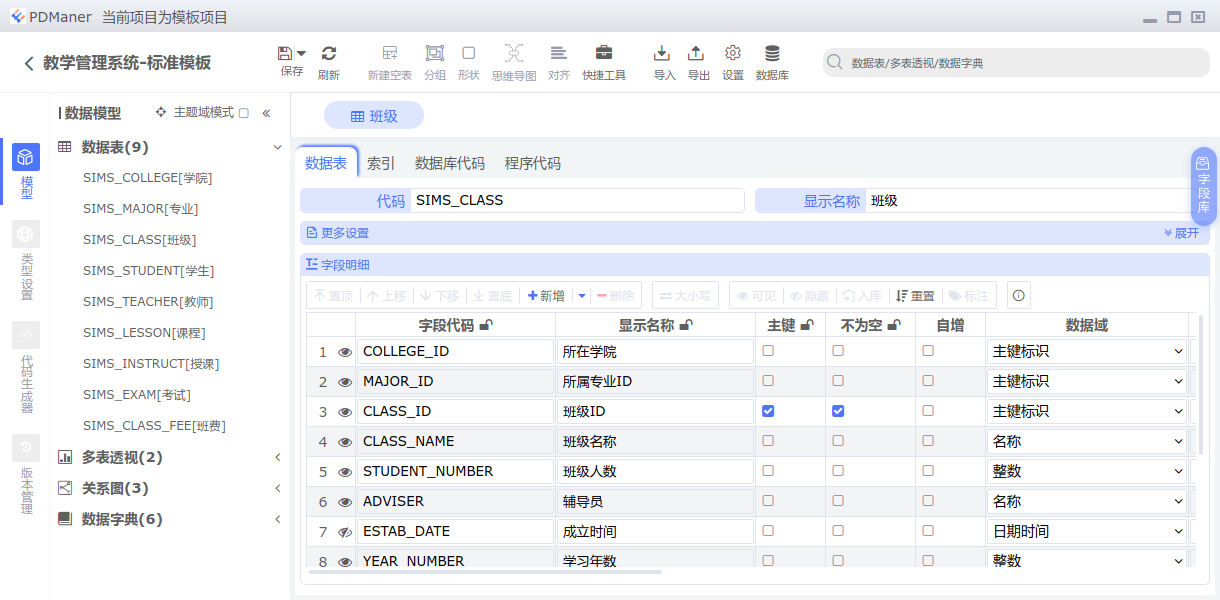 PDManer 当前项目为模板项目
教学管理系统-标准模板
保存 刷新 新建空表 分组 形状 思维导图 对齐 快捷工具 导入 导出 设置 数据库
数据表/多表透视/数据字典
模型
类型设置
代码生成器
版本管理
数据模型 主题域模式
数据表(9)
SIMS_COLLEGE[学院]
SIMS_MAJOR[专业]
SIMS_CLASS[班级]
SIMS_STUDENT[学生]
SIMS_TEACHER[教师]
SIMS_LESSON[课程]
SIMS_INSTRUCT[授课]
SIMS_EXAM[考试]
SIMS_CLASS_FEE[班费]
多表透视(2)
关系图(3)
数据字典(6)
班级
数据表 索引 数据库代码 程序代码
代码 SIMS_CLASS 显示名称 班级
更多设置 展开
字段明细
置顶 上移 下移 置底 新增 删除 大小写 可见 隐藏 入库 重置 标注
字段代码 显示名称 主键 不为空 自增 数据域
1 COLLEGE_ID 所在学院 主键标识
2 MAJOR_ID 所属专业ID 主键标识
3 CLASS_ID 班级ID 主键标识
4 CLASS_NAME 班级名称 名称
5 STUDENT_NUMBER 班级人数 整数
6 ADVISER 辅导员 名称
7 ESTAB_DATE 成立时间 日期时间
8 YEAR_NUMBER 学习年数 整数
字段库